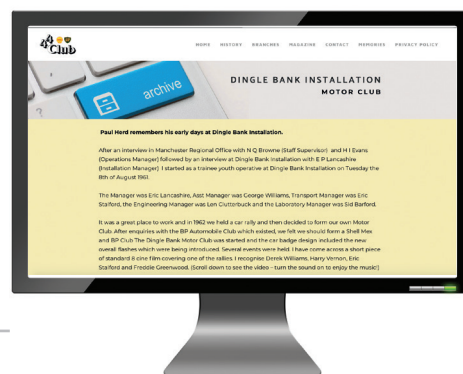 44 Club
HOME HISTORY BRANCHES MAGAZINE CONTACT MEMORIES PRIVACY POLICY
archive
DINGLE BANK INSTALLATION
MOTOR CLUB
Paul Herd remembers his early days at Dingle Bank Installation.
After an interview in Manchester Regional Office with N Q Browne (Staff Supervisor) and H I Evans
(Operations Manager) followed by an interview at Dingle Bank Installation with E P Lancashire
(Installation Manager) I started as a trainee youth operative at Dingle Bank Installation on Tuesday the
8th of August 1961.
The Manager was Eric Lancashire, Asst Manager was George Williams, Transport Manager was Eric
Stalford, the Engineering Manager was Len Clutterbuck and the Laboratory Manager was Sid Barford.
It was a great place to work and in 1962 we held a car rally and then decided to form our own Motor
Club. After enquiries with the BP Automobile Club which existed, we felt we should form a Shell Mex
and BP Club The Dingle Bank Motor Club was started and the car badge design included the new
overall flashes which were being introduced. Several events were held. I have come across a short piece
of standard 8 cine film covering one of the rallies. I recognise Derek Williams, Harry Vernon, Eric
Stalford and Freddie Greenwood. (Scroll down to see the video – turn the sound on to enjoy the music!)